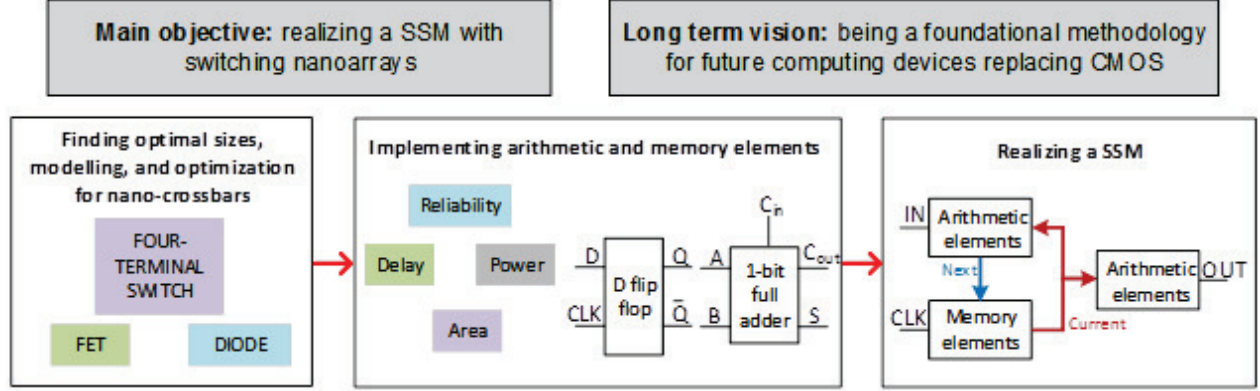 Main objective: realizing a SSM with
switching nanoarrays
Long term vision: being a foundational methodology
for future computing devices replacing CMOS
Finding optimal sizes,
modelling, and optimization
for nano-crossbars
FOUR-
TERMINAL
SWITCH
FET
DIODE
Implementing arithmetic and memory elements
Reliability
Delay
Power
Area
D
Q
CLK
Q̅
D flip
flop
C_in
A
C_out
B
S
1-bit
full
adder
Realizing a SSM
IN
Arithmetic
elements
Next
CLK
Memory
elements
Current
Arithmetic
elements
OUT